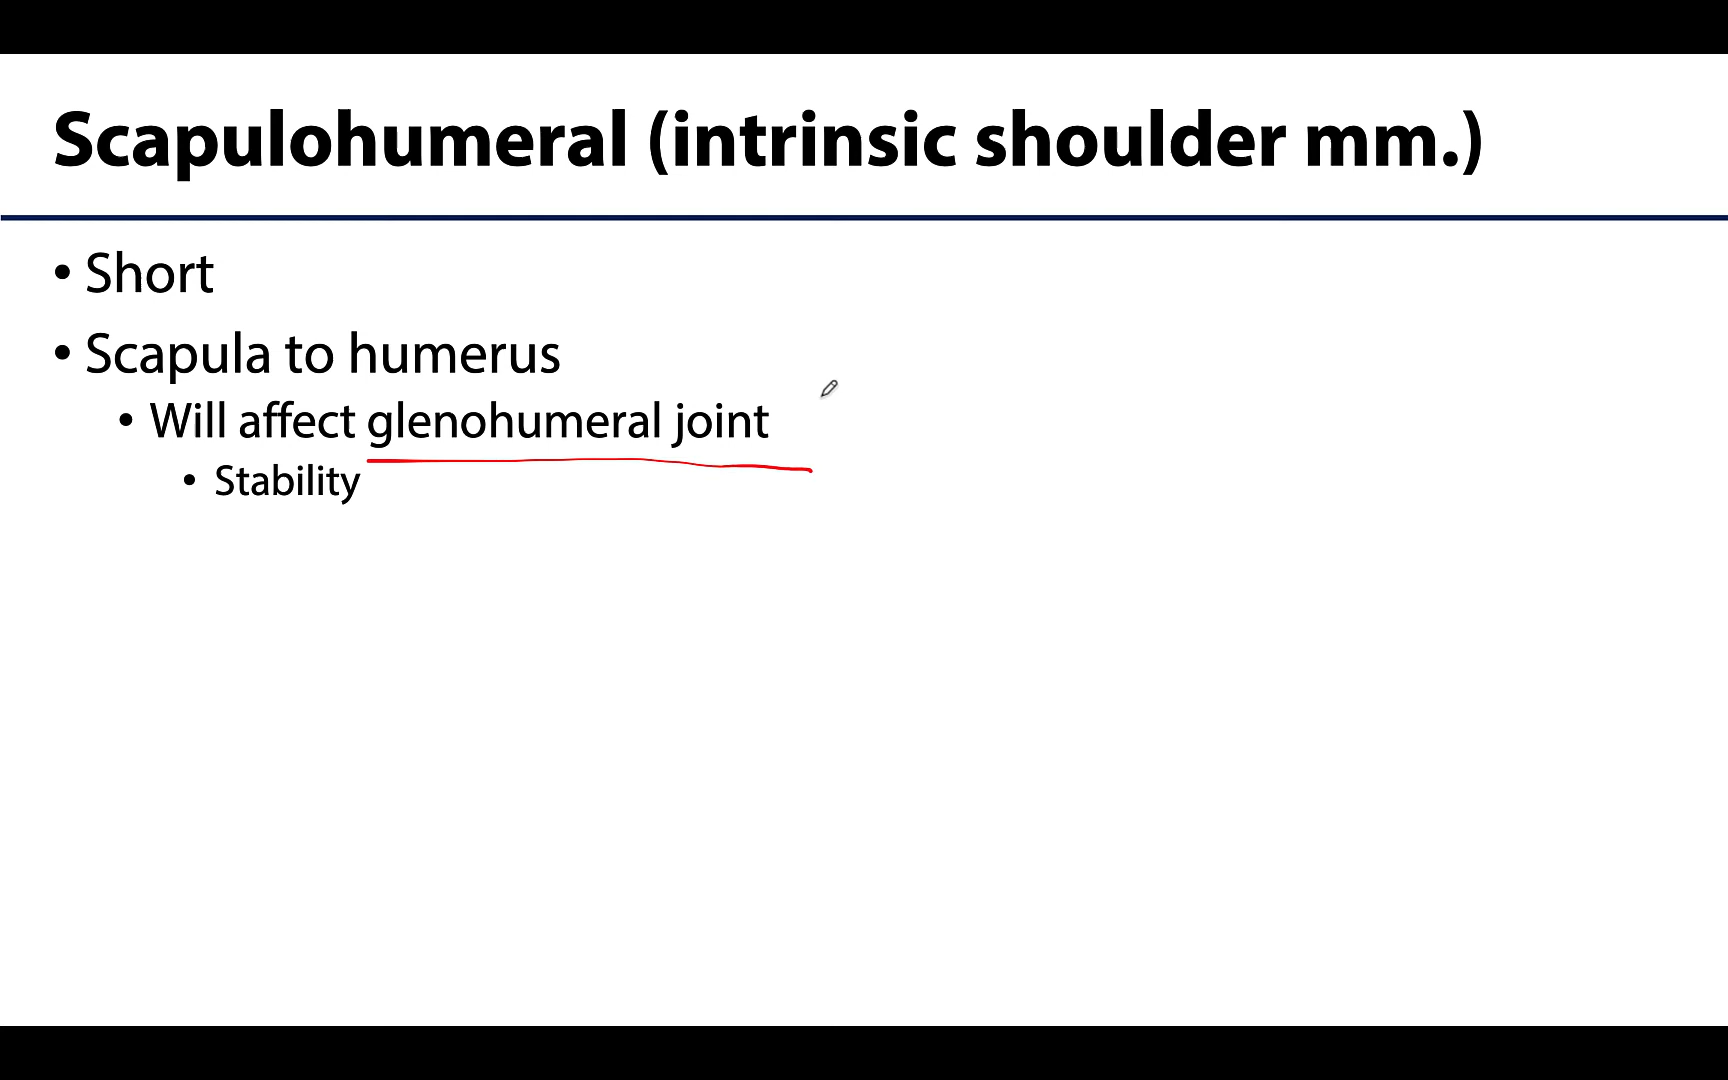 Scapulohumeral (intrinsic shoulder mm.)
• Short
• Scapula to humerus
• Will affect glenohumeral joint
• Stability